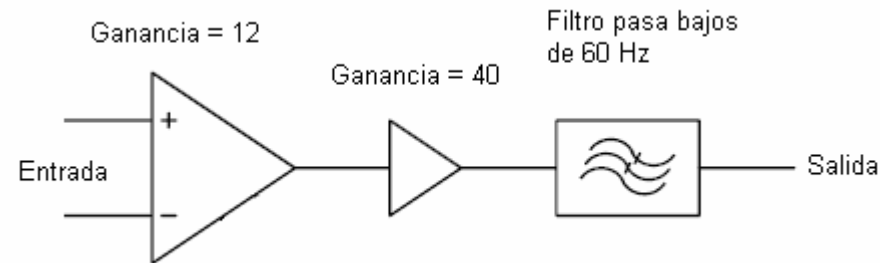 Ganancia = 12
Ganancia = 40
Filtro pasa bajos
de 60 Hz
+
Entrada
-
Salida